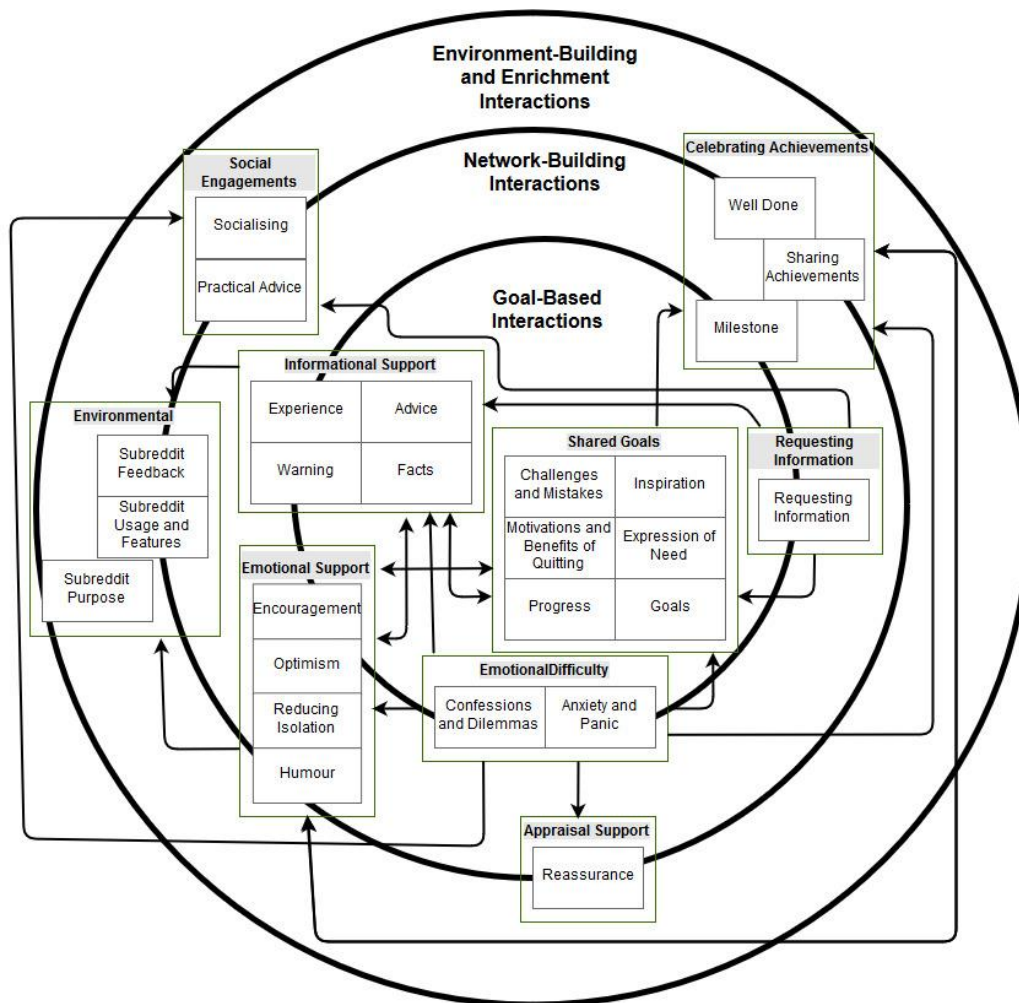 Environment-Building
and Enrichment
Interactions
Network-Building
Interactions
Goal-Based
Interactions
Social
Engagements
Socialising
Practical Advice
Celebrating Achievements
Well Done
Sharing
Achievements
Milestone
Informational Support
Experience
Advice
Warning
Facts
Environmental
Subreddit
Feedback
Subreddit
Usage and
Features
Subreddit
Purpose
Shared Goals
Challenges
and Mistakes
Inspiration
Motivations and
Benefits of
Quitting
Expression of
Need
Progress
Goals
Requesting
Information
Requesting
Information
Emotional Support
Encouragement
Optimism
Reducing
Isolation
Humour
EmotionalDifficulty
Confessions
and Dilemmas
Anxiety and
Panic
Appraisal Support
Reassurance